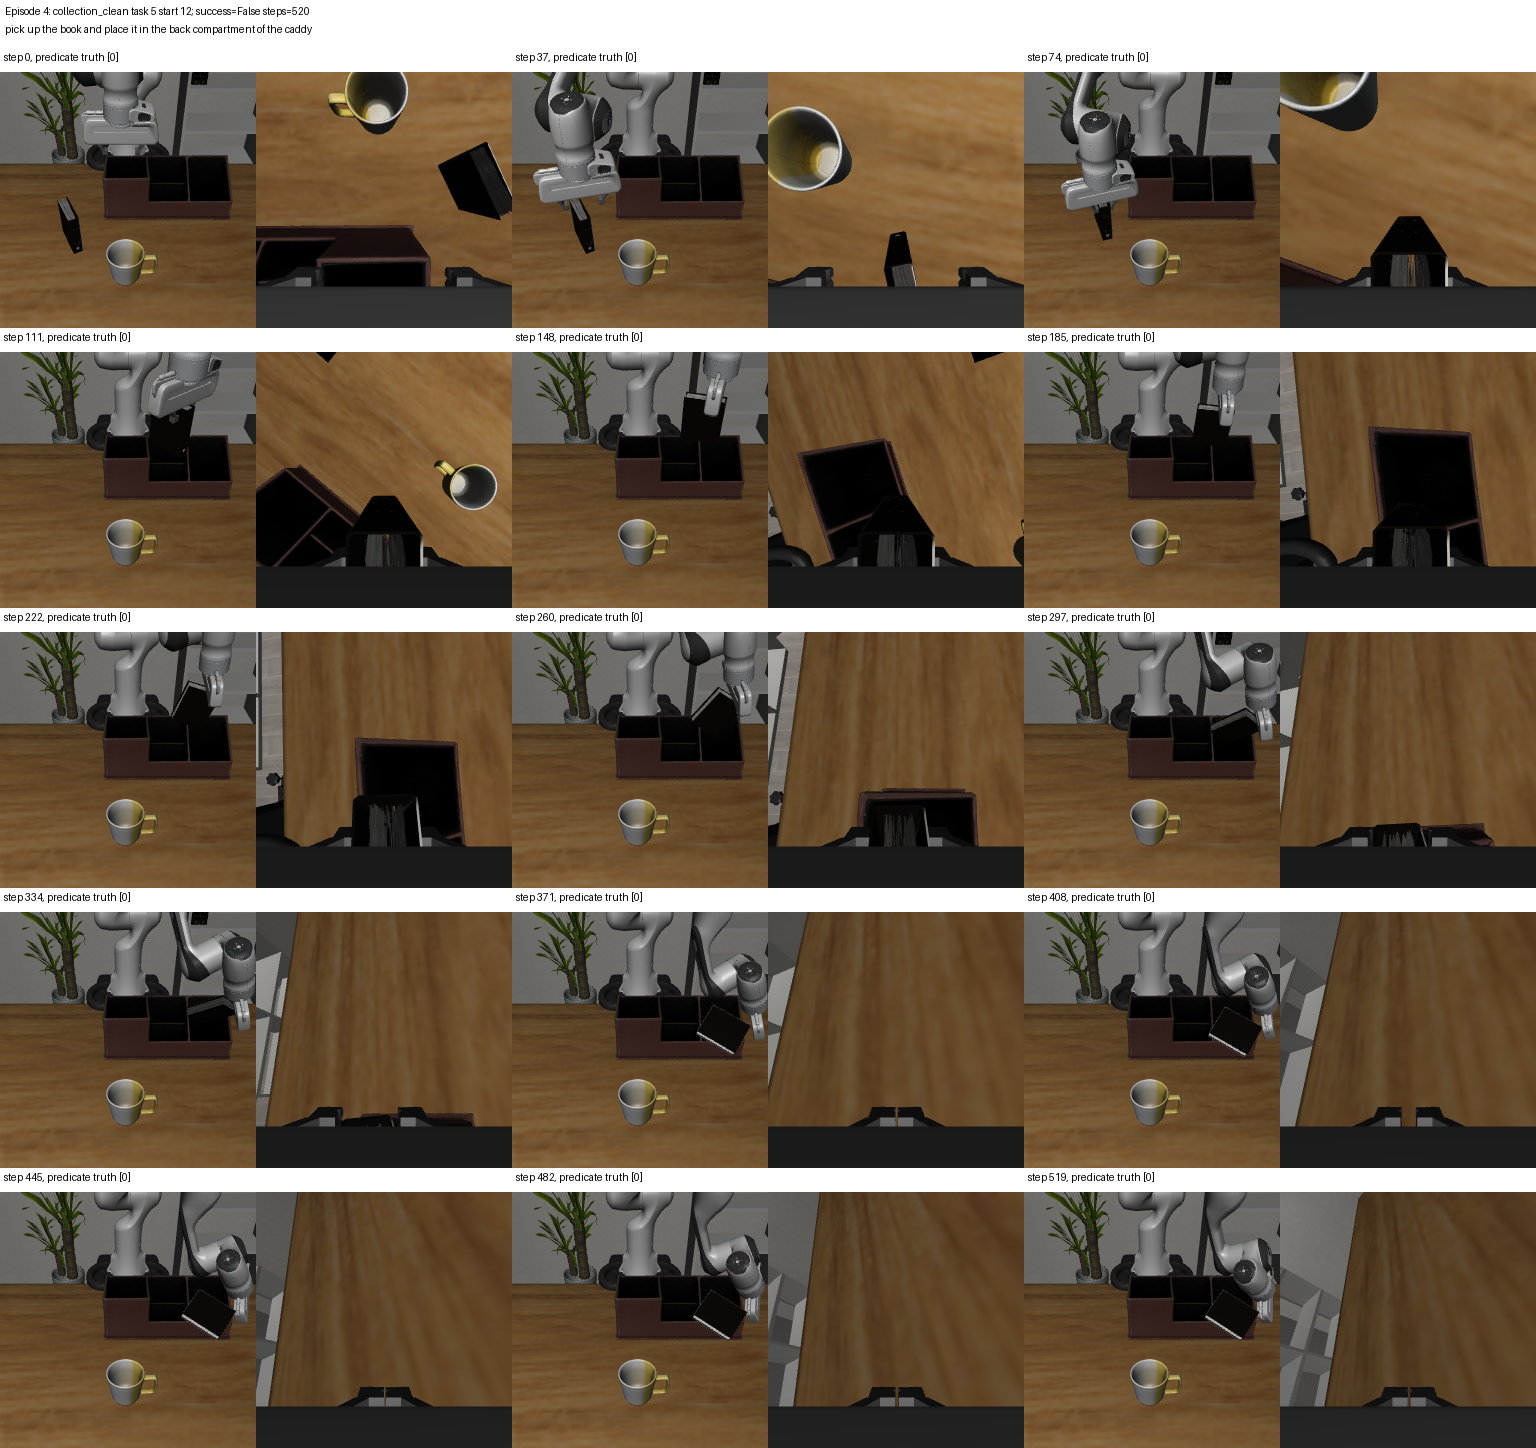 Episode 4: collection_clean task 5 start 12; success=False steps=520
pick up the book and place it in the back compartment of the caddy
step 0, predicate truth [0]
step 37, predicate truth [0]
step 74, predicate truth [0]
step 111, predicate truth [0]
step 148, predicate truth [0]
step 185, predicate truth [0]
step 222, predicate truth [0]
step 260, predicate truth [0]
step 297, predicate truth [0]
step 334, predicate truth [0]
step 371, predicate truth [0]
step 408, predicate truth [0]
step 445, predicate truth [0]
step 482, predicate truth [0]
step 519, predicate truth [0]